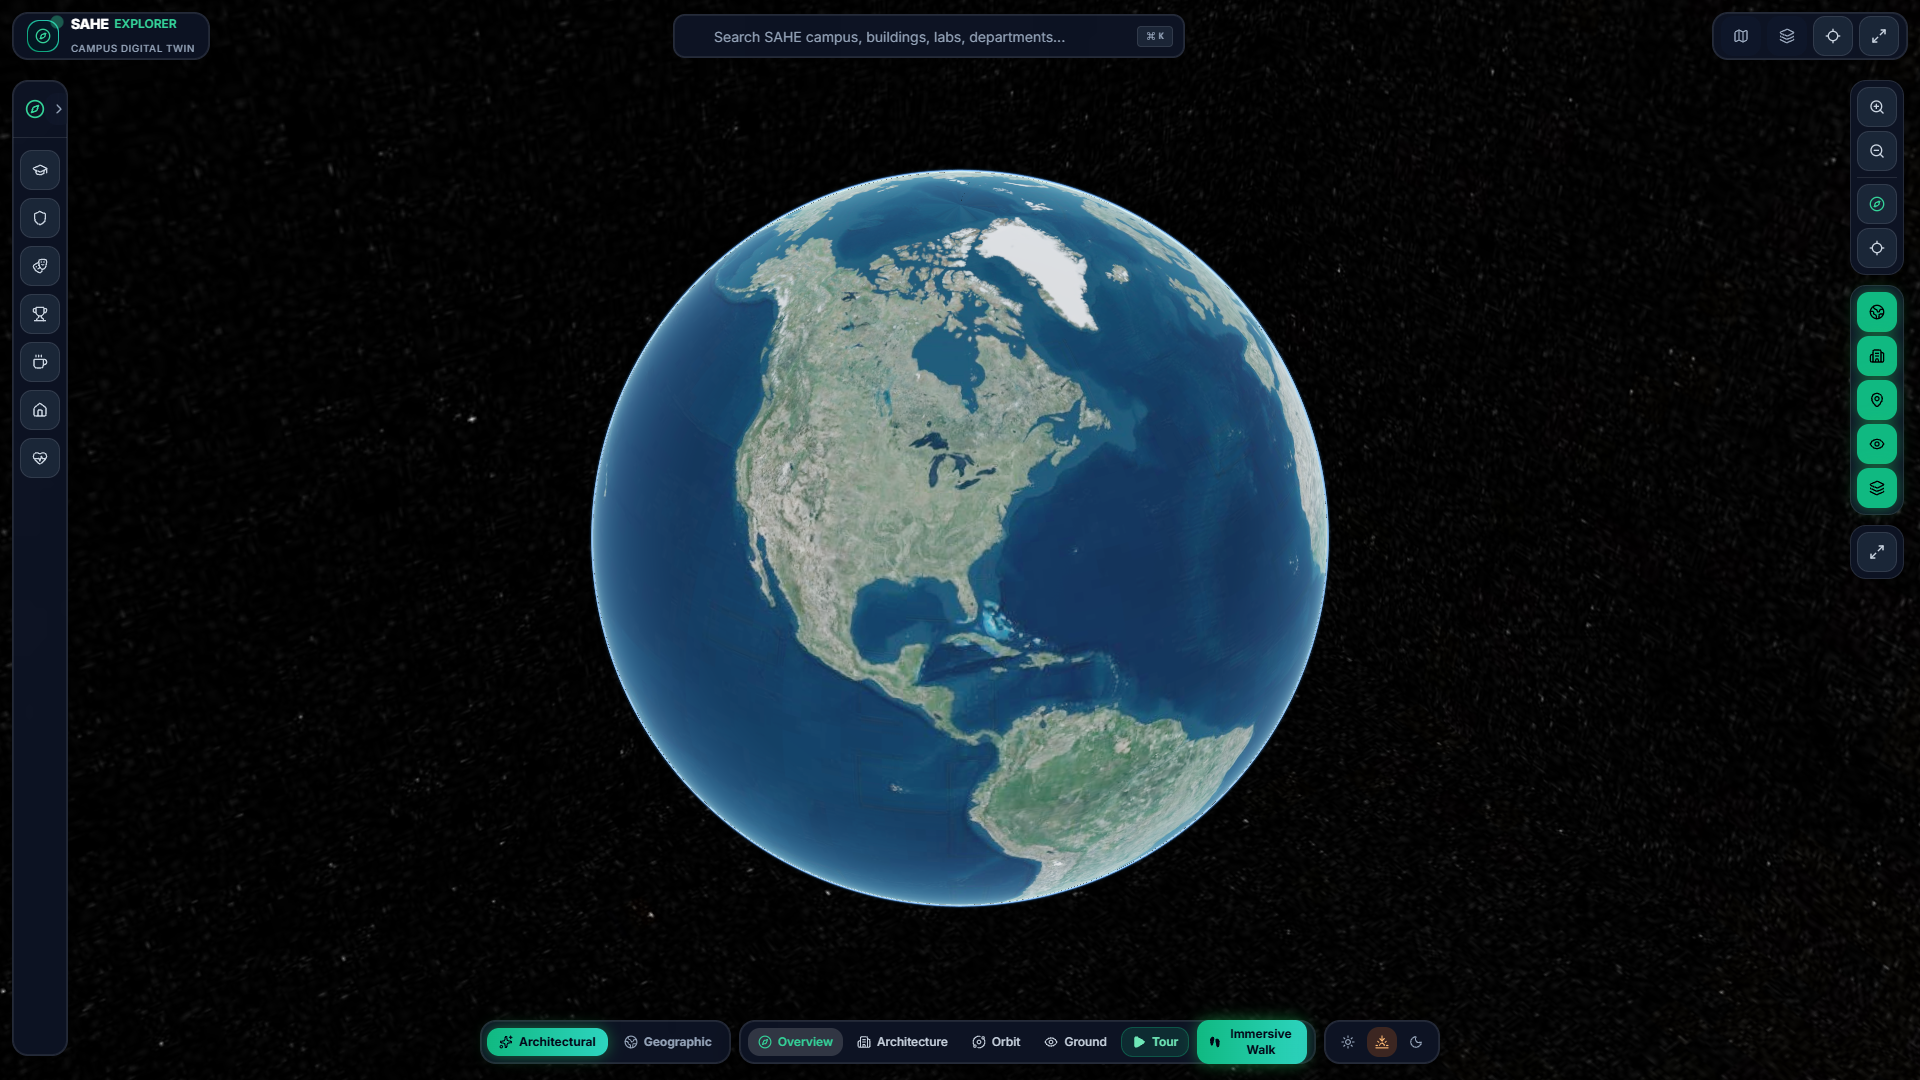 SAHE EXPLORER
CAMPUS DIGITAL TWIN
Search SAHE campus, buildings, labs, departments...
⌘ K
Architectural
Geographic
Overview
Architecture
Orbit
Ground
Tour
Immersive
Walk